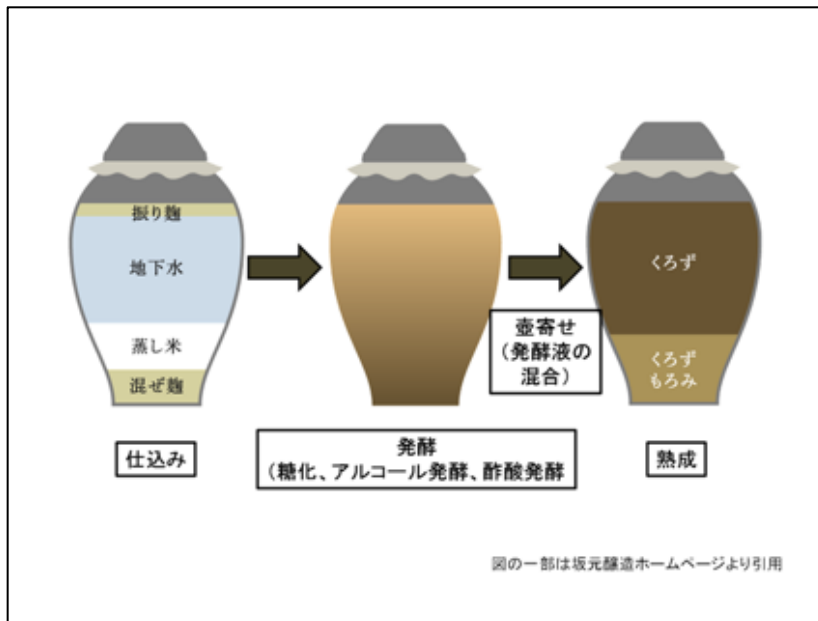 振り麹
地下水
蒸し米
混ぜ麹
仕込み
発酵
(糖化、アルコール発酵、酢酸発酵
壺寄せ
(発酵液の
混合)
くろず
くろず
もろみ
熟成
図の一部は坂元醸造ホームページより引用